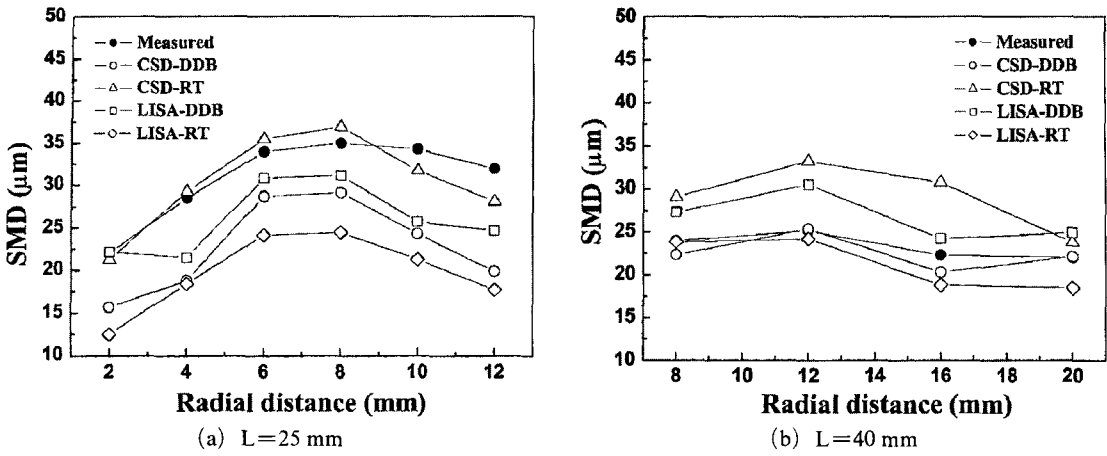 50
45
40
35
30
25
20
15
10
SMD (μm)
Measured
CSD-DDB
CSD-RT
LISA-DDB
LISA-RT
2 4 6 8 10 12
Radial distance (mm)
(a) L=25 mm
50
45
40
35
30
25
20
15
10
SMD (μm)
Measured
CSD-DDB
CSD-RT
LISA-DDB
LISA-RT
8 10 12 14 16 18 20
Radial distance (mm)
(b) L=40 mm